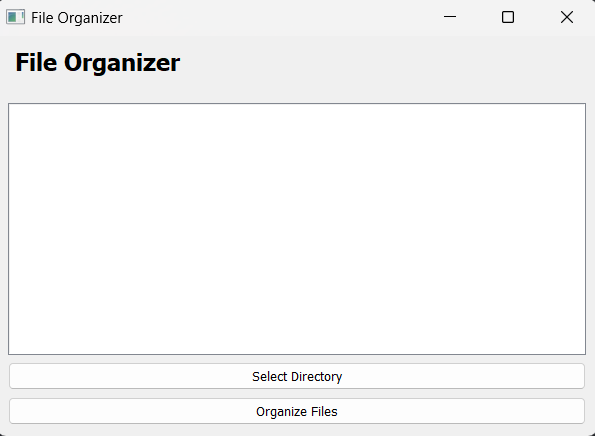 File Organizer
File Organizer
Select Directory
Organize Files